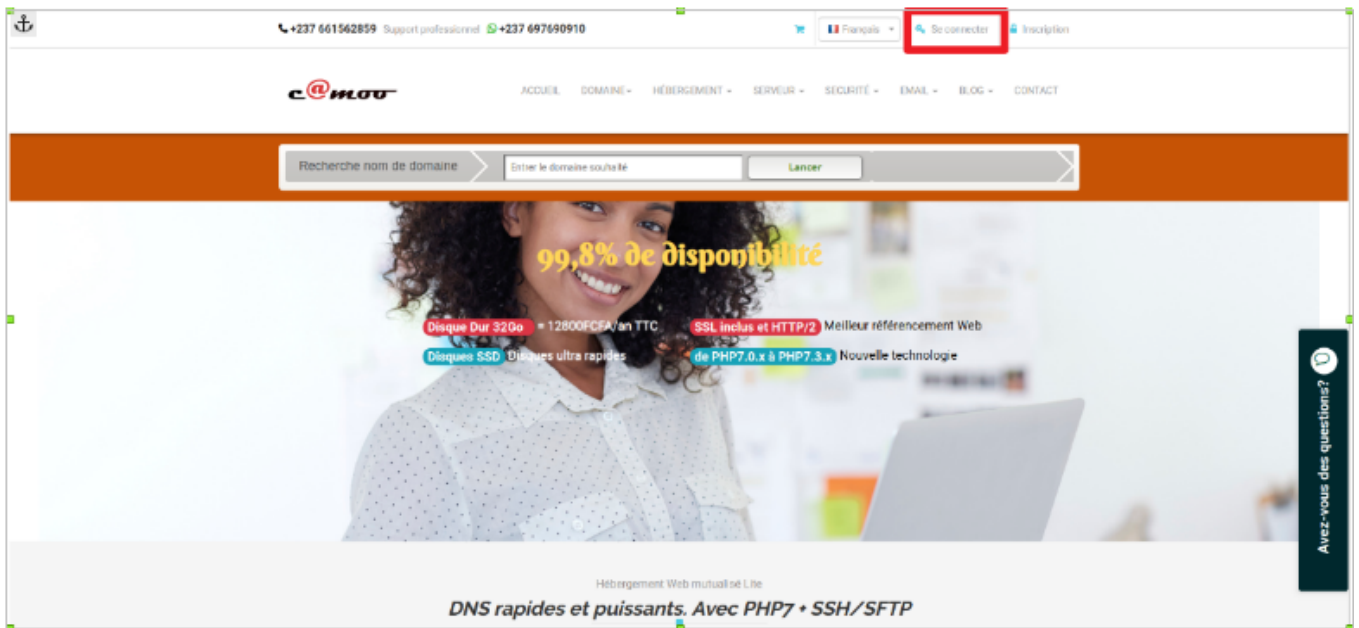 +237 661562859 Support professionnel +237 697690910 Français Se connecter Inscription
c@moo ACCUEIL DOMAINE HÉBERGEMENT SERVEUR SECURITÉ EMAIL BLOG CONTACT
Recherche nom de domaine Entrer le domaine souhaité Lancer
99,8% de disponibilité
Disque Dur 32Go = 12800FCFA/an TTC SSL inclus et HTTP/2 Meilleur référencement Web
Disques SSD Disques ultra rapides de PHP7.0.x à PHP7.3.x Nouvelle technologie
Avez-vous des questions?
Hébergement Web mutualisé Lite
DNS rapides et puissants. Avec PHP7 + SSH/SFTP